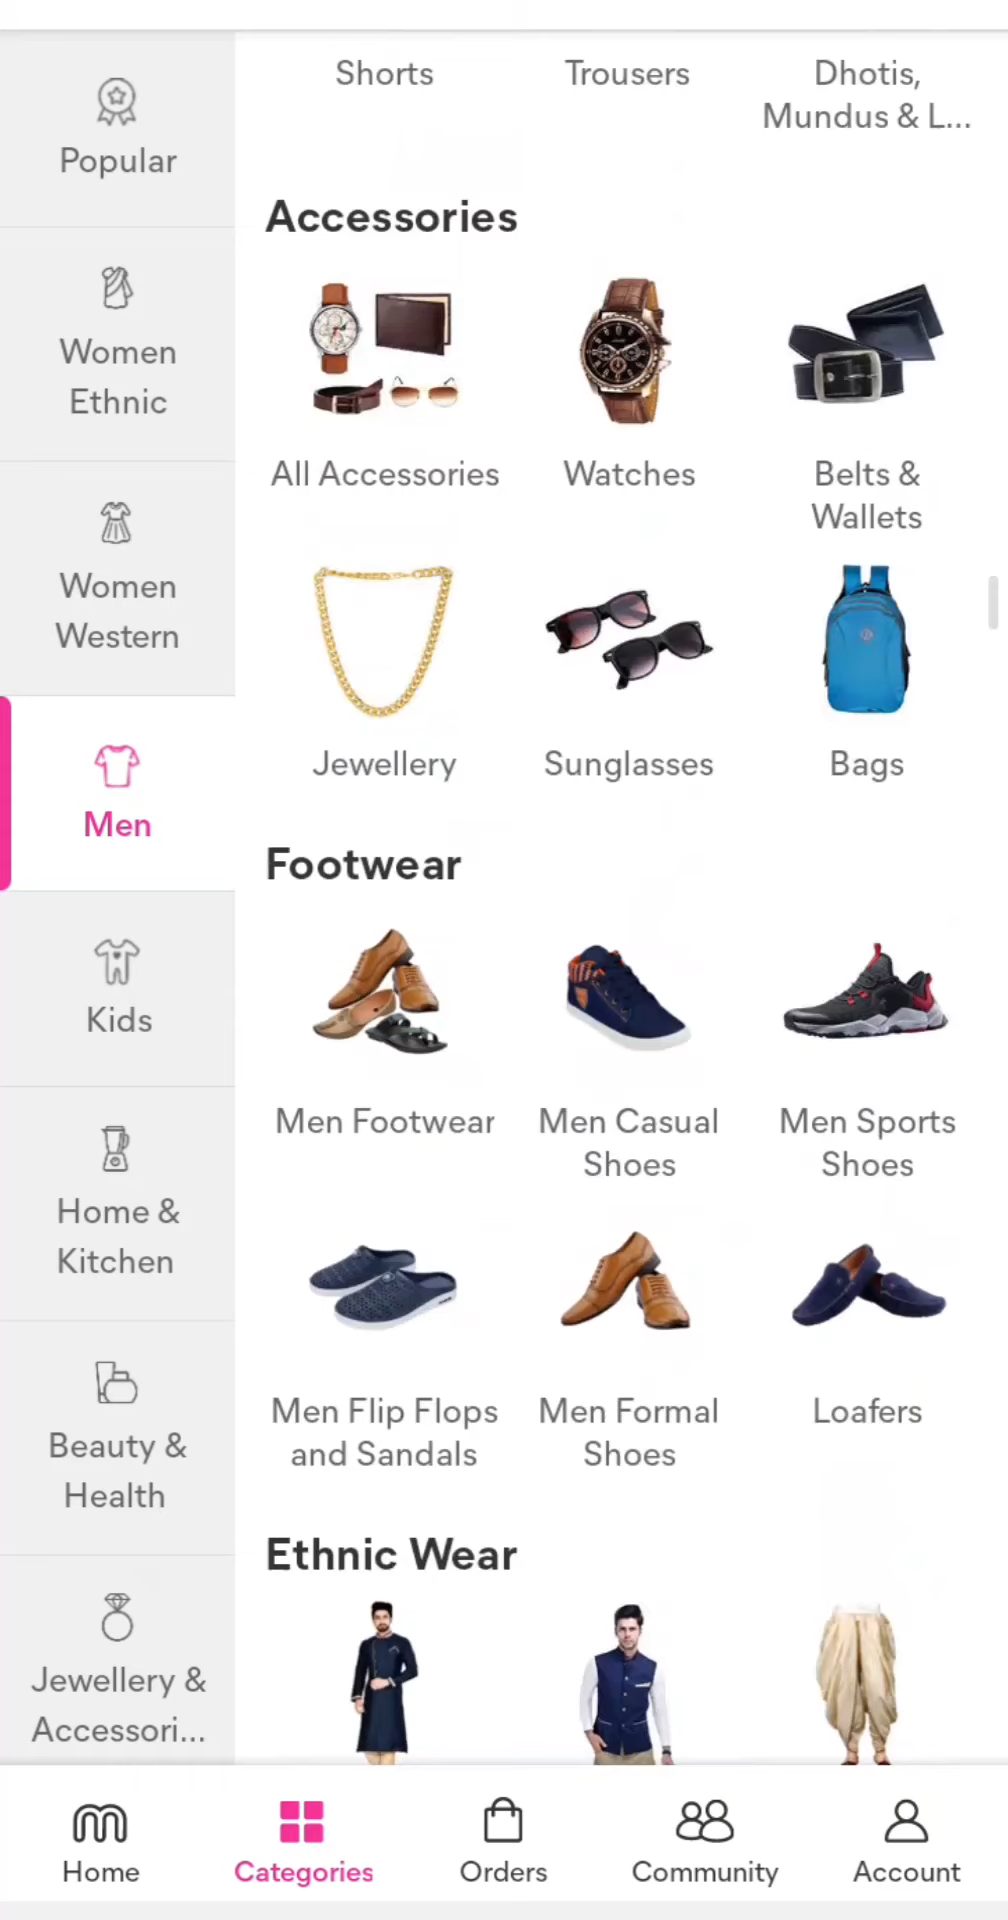 Popular
Women
Ethnic
Women
Western
Men
Kids
Home &
Kitchen
Beauty &
Health
Jewellery &
Accessori...
Shorts
Trousers
Dhotis,
Mundus & L...
Accessories
All Accessories
Watches
Belts &
Wallets
Jewellery
Sunglasses
Bags
Footwear
Men Footwear
Men Casual
Shoes
Men Sports
Shoes
Men Flip Flops
and Sandals
Men Formal
Shoes
Loafers
Ethnic Wear
Home
Categories
Orders
Community
Account